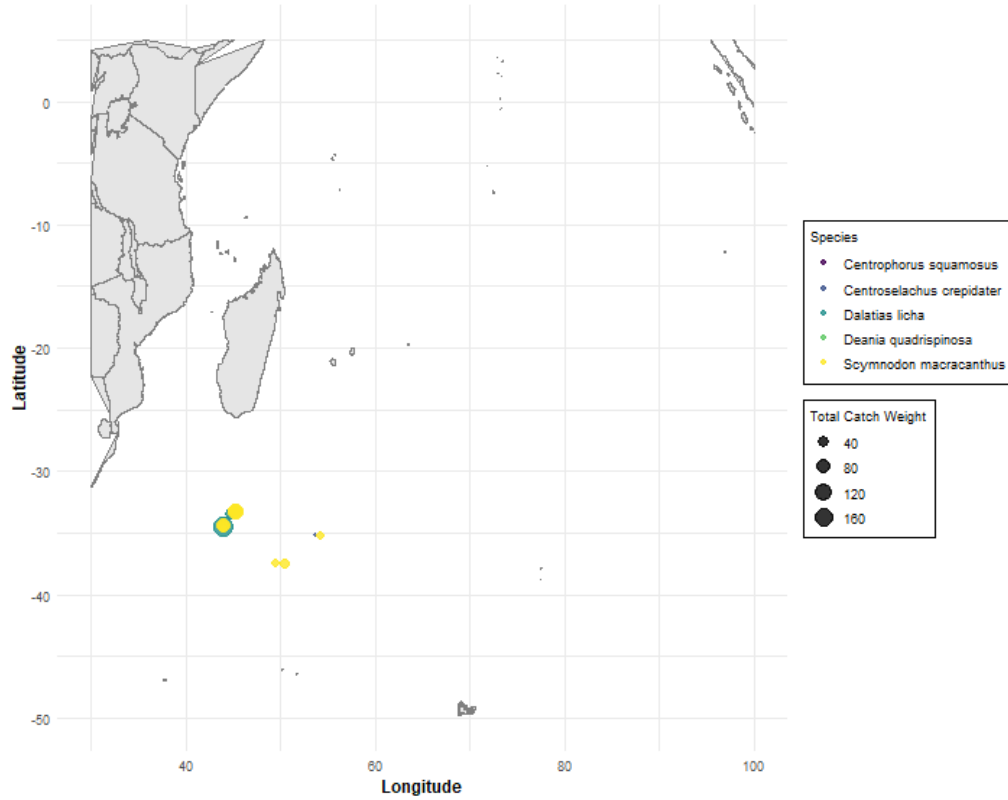 0
-10
-20
-30
-40
-50
Latitude
40
60
80
100
Longitude
Species
Centrophorus squamosus
Centroselachus crepidater
Dalatias licha
Deania quadrispinosa
Scymnodon macracanthus
Total Catch Weight
40
80
120
160